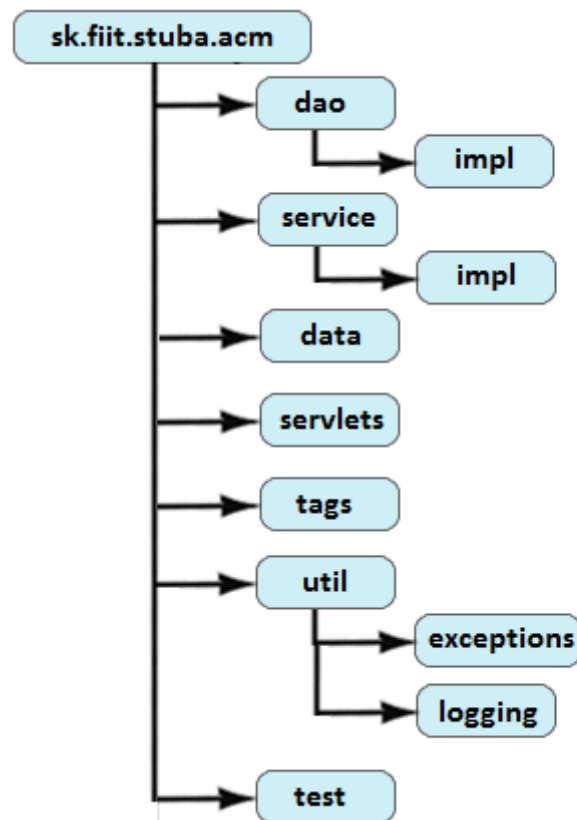 sk.fiit.stuba.acm
dao
impl
service
impl
data
servlets
tags
util
exceptions
logging
test